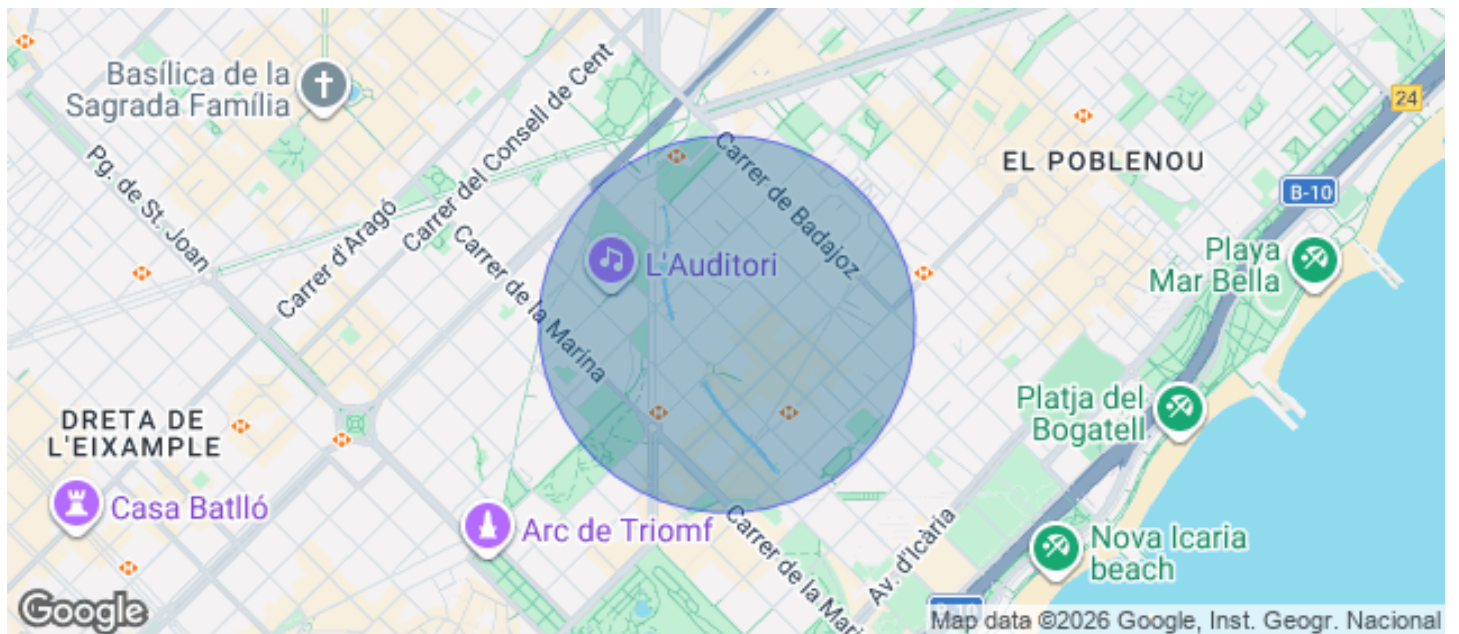 Basílica de la
Sagrada Família
Carrer del Consell de Cent
24
Carrer de Badajoz
EL POBLENOU
B-10
Pg. de St. Joan
Carrer d'Aragó
Carrer de la Marina
L'Auditori
Playa
Mar Bella
DRETA DE
L'EIXAMPLE
Platja del
Bogatell
Casa Batlló
Arc de Triomf
Carrer de la Mari
Av. d'Icària
Nova Icaria
beach
B-10
Google
Map data ©2026 Google, Inst. Geogr. Nacional